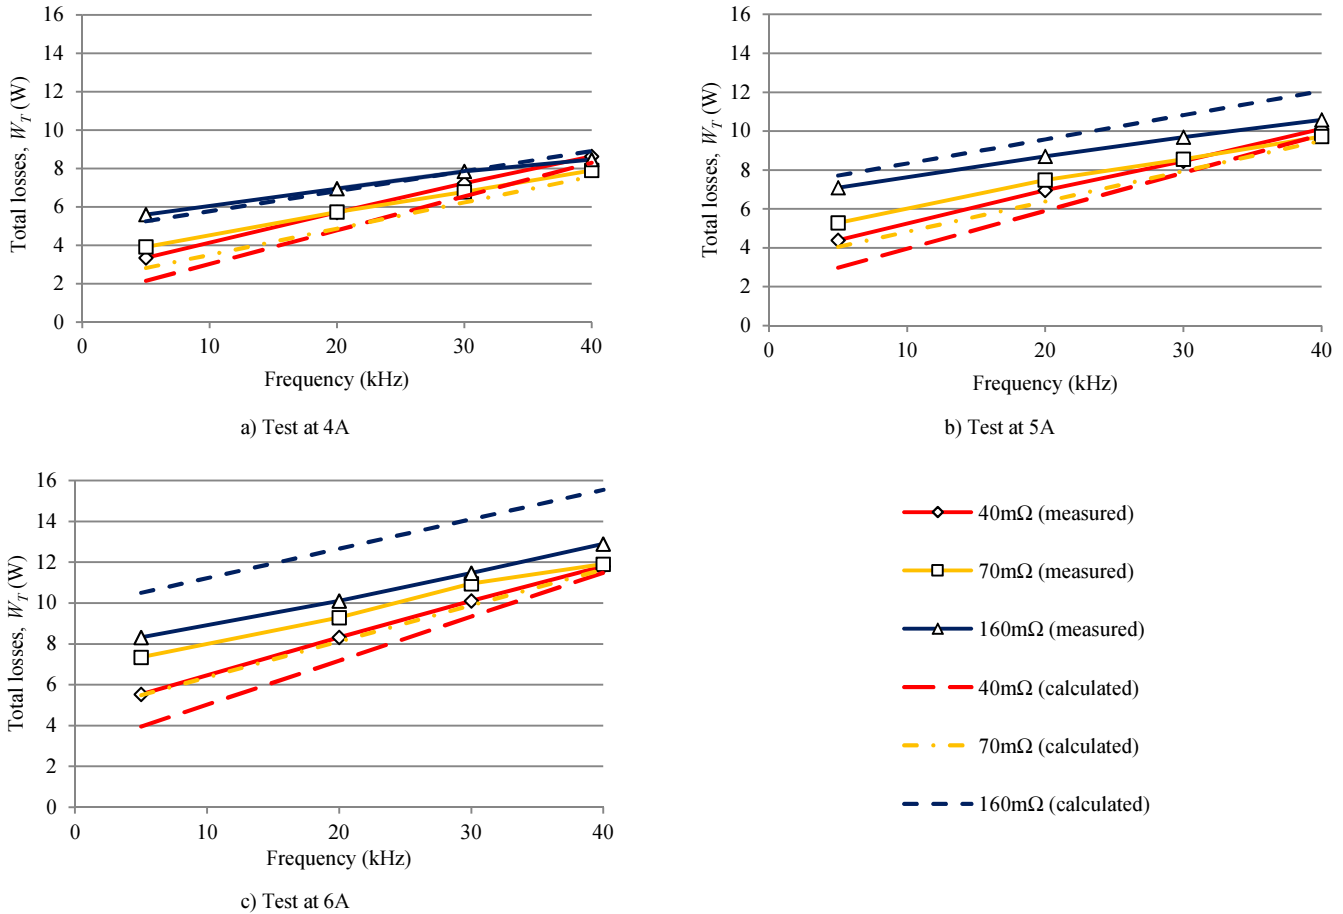 Total losses, W_T (W)
16
14
12
10
8
6
4
2
0
0 10 20 30 40
Frequency (kHz)
a) Test at 4A
Total losses, W_T (W)
16
14
12
10
8
6
4
2
0
0 10 20 30 40
Frequency (kHz)
b) Test at 5A
Total losses, W_T (W)
16
14
12
10
8
6
4
2
0
0 10 20 30 40
Frequency (kHz)
c) Test at 6A
40mΩ (measured)
70mΩ (measured)
160mΩ (measured)
40mΩ (calculated)
70mΩ (calculated)
160mΩ (calculated)